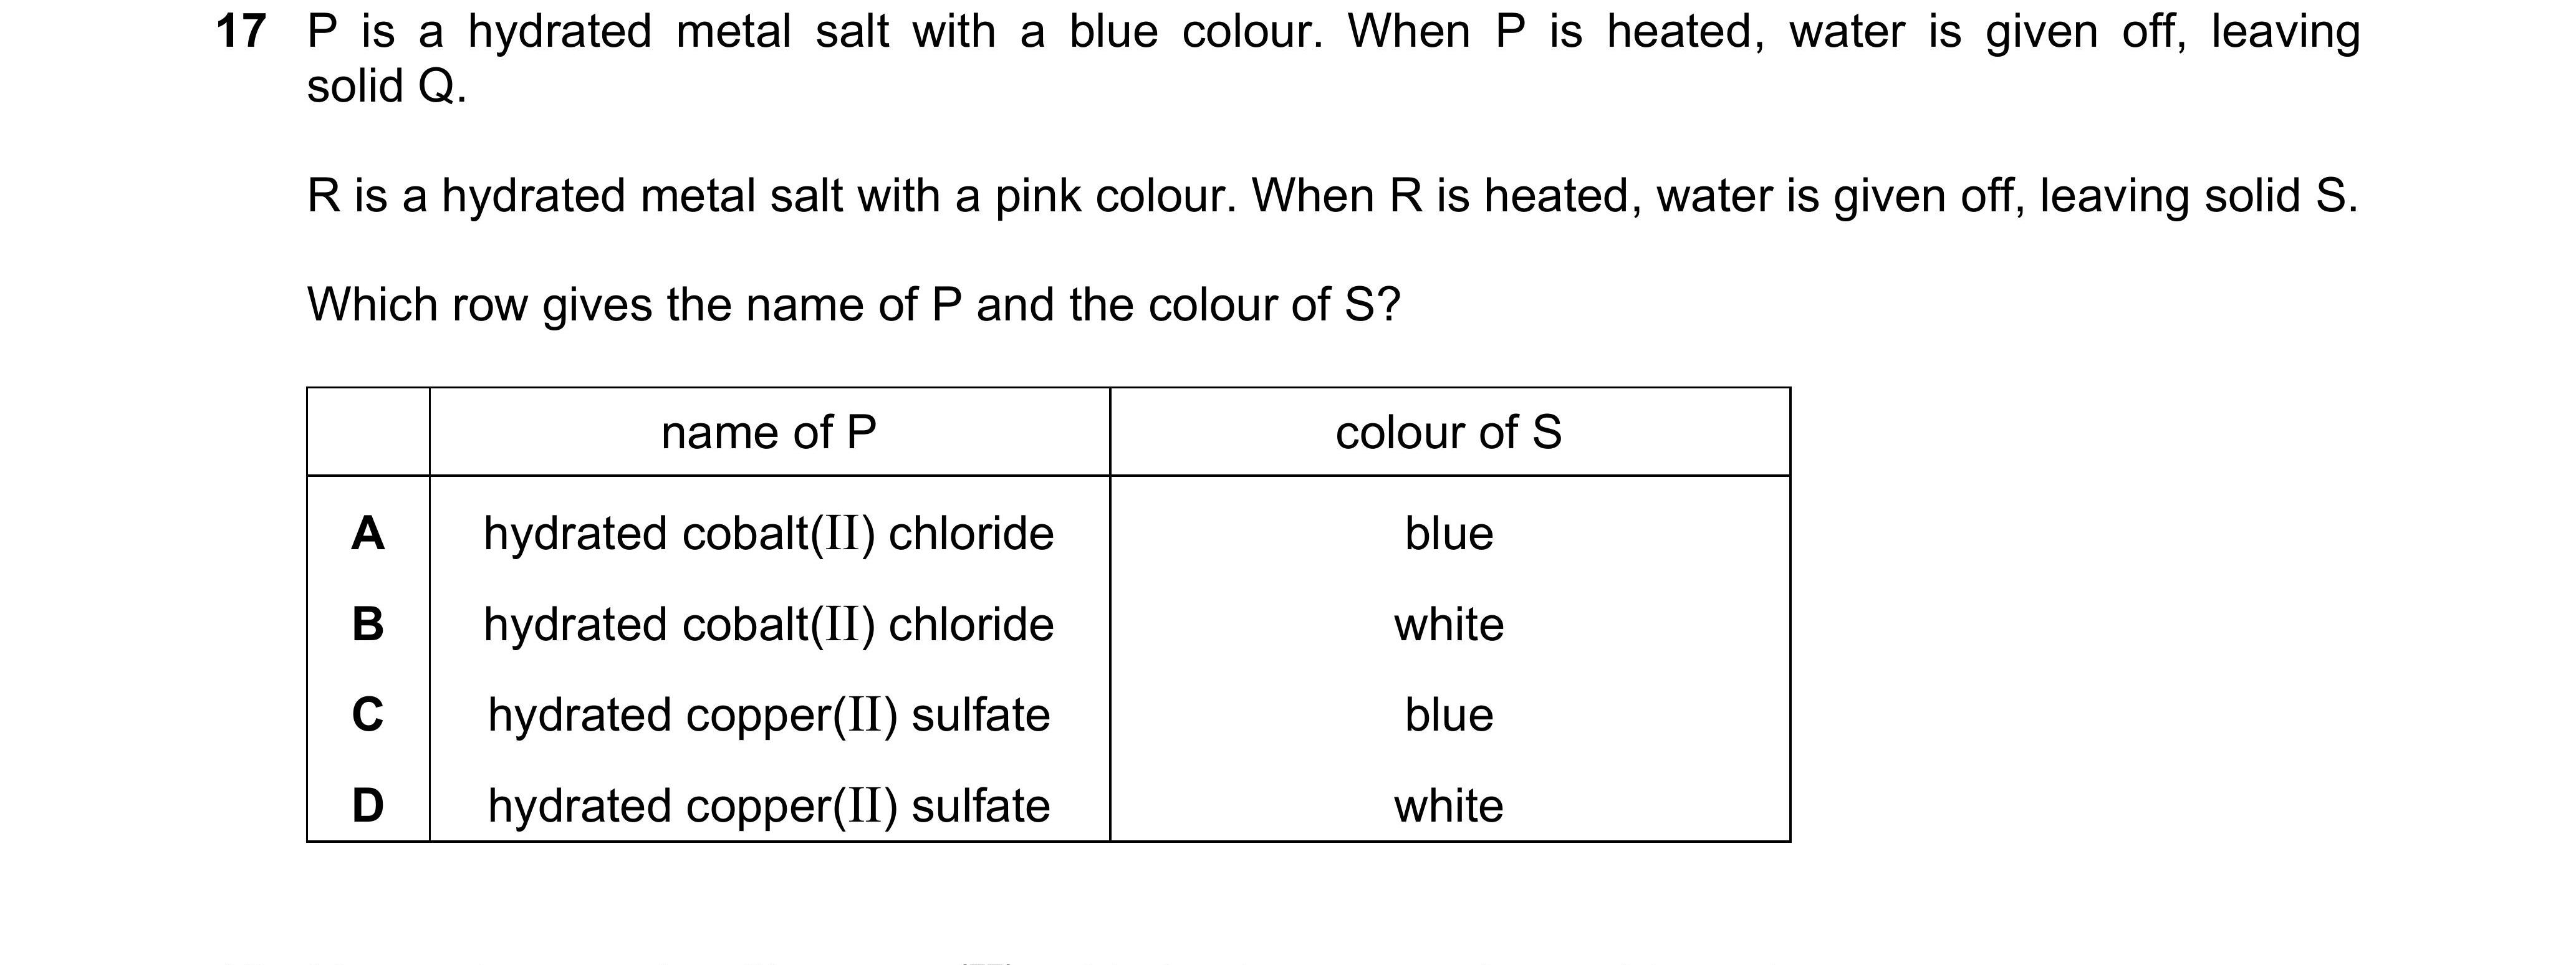 17 P is a hydrated metal salt with a blue colour. When P is heated, water is given off, leaving
solid Q.
R is a hydrated metal salt with a pink colour. When R is heated, water is given off, leaving solid S.
Which row gives the name of P and the colour of S?
name of P colour of S
A hydrated cobalt(II) chloride blue
B hydrated cobalt(II) chloride white
C hydrated copper(II) sulfate blue
D hydrated copper(II) sulfate white